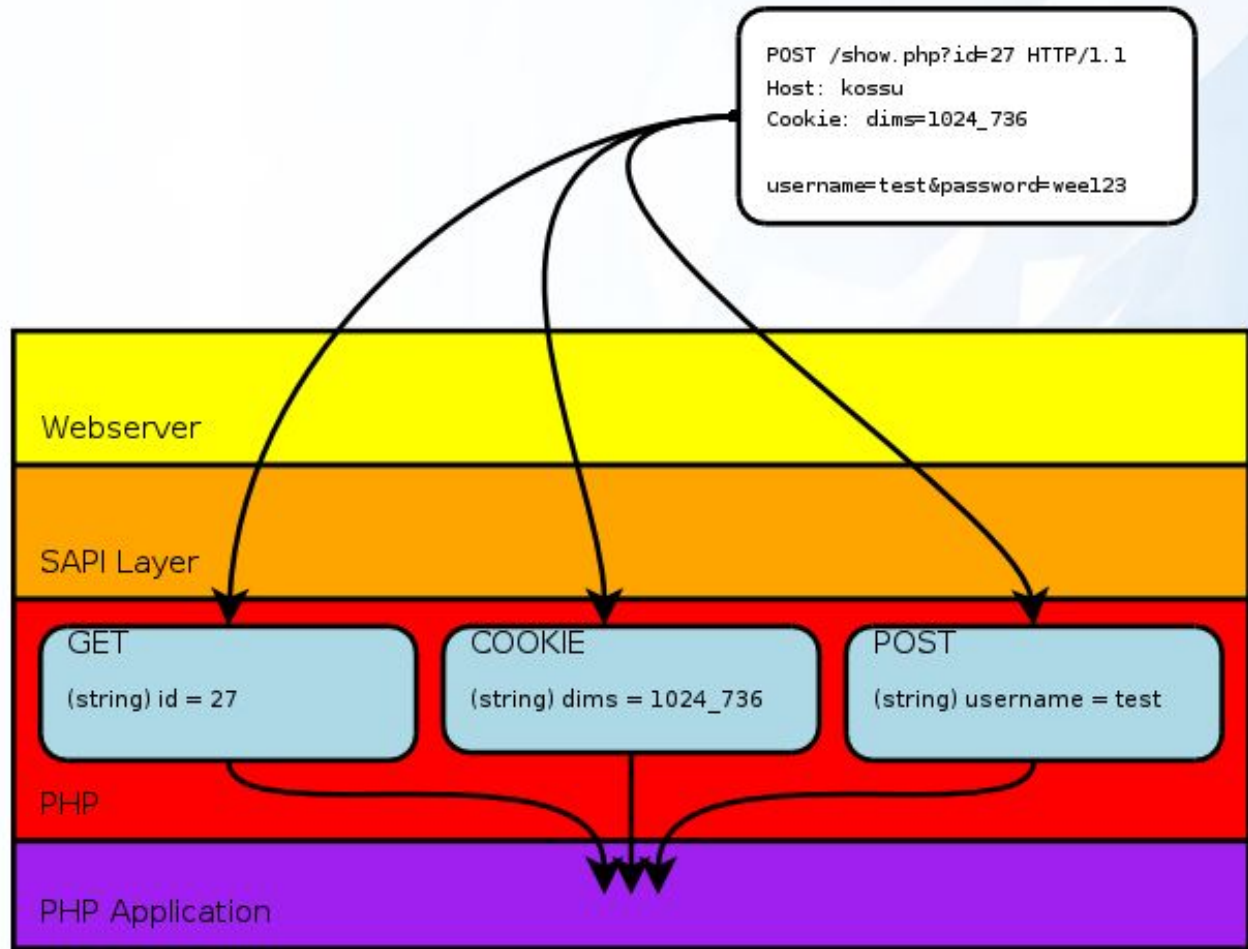 POST /show.php?id=27 HTTP/1.1
Host: kossu
Cookie: dims=1024_736
username=test&password=wee123
Webserver
SAPI Layer
GET
(string) id = 27
COOKIE
(string) dims = 1024_736
POST
(string) username = test
PHP
PHP Application